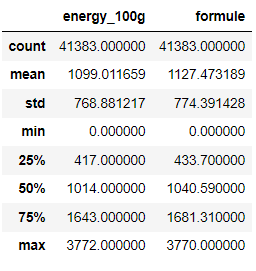 energy_100g formule
count 41383.000000 41383.000000
mean 1099.011659 1127.473189
std 768.881217 774.391428
min 0.000000 0.000000
25% 417.000000 433.700000
50% 1014.000000 1040.590000
75% 1643.000000 1681.310000
max 3772.000000 3770.000000